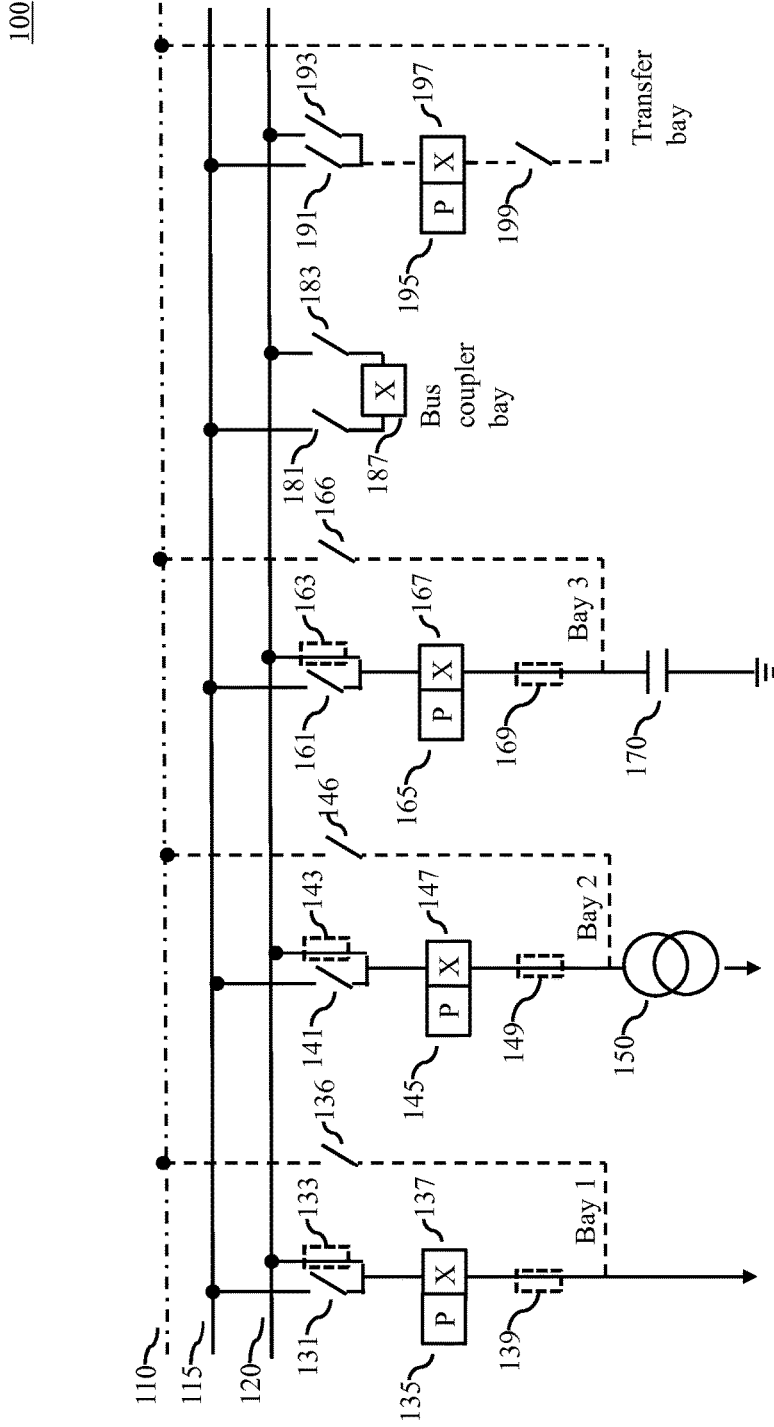 100
110
115
120
131
133
136
P
X
135
137
139
Bay 1
141
143
146
P
X
145
147
149
Bay 2
150
161
163
166
P
X
165
167
169
Bay 3
170
181
183
X
187
Bus
coupler
bay
191
193
P
X
195
197
199
Transfer
bay